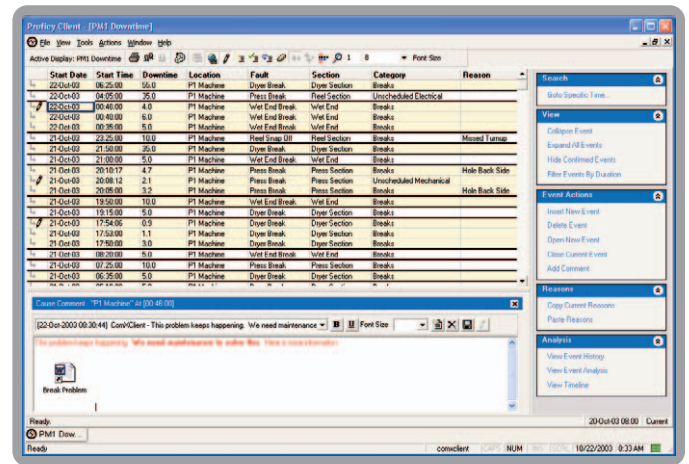 Proficy Client - [PM1 Downtime]
File View Tools Actions Window Help
Active Display: PM1 Downtime 1 8 Font Size
Start Date Start Time Downtime Location Fault Section Category Reason
22-Oct-03 06:25:00 55.0 P1 Machine Dryer Break Dryer Section Breaks
22-Oct-03 04:05:00 35.0 P1 Machine Press Break Reel Section Unscheduled Electrical
22-Oct-03 00:46:00 4.0 P1 Machine Wet End Break Wet End Breaks
22-Oct-03 00:40:00 6.0 P1 Machine Wet End Break Wet End Breaks
22-Oct-03 00:35:00 5.0 P1 Machine Wet End Break Wet End Breaks
21-Oct-03 23:25:00 10.0 P1 Machine Reel Snap Off Reel Section Breaks Missed Turnup
21-Oct-03 21:50:00 35.0 P1 Machine Dryer Break Dryer Section Breaks
21-Oct-03 21:00:00 5.0 P1 Machine Wet End Break Wet End Breaks
21-Oct-03 20:10:17 4.7 P1 Machine Press Break Press Section Breaks Hole Back Side
21-Oct-03 20:08:12 2.1 P1 Machine Press Break Press Section Unscheduled Mechanical
21-Oct-03 20:05:00 3.2 P1 Machine Press Break Press Section Breaks Hole Back Side
21-Oct-03 19:50:00 10.0 P1 Machine Wet End Break Wet End Breaks
21-Oct-03 19:15:00 5.0 P1 Machine Dryer Break Dryer Section Breaks
21-Oct-03 17:54:06 0.9 P1 Machine Dryer Break Dryer Section Breaks
21-Oct-03 17:53:00 1.1 P1 Machine Dryer Break Dryer Section Breaks
21-Oct-03 17:50:00 3.0 P1 Machine Dryer Break Dryer Section Breaks
21-Oct-03 08:20:00 5.0 P1 Machine Wet End Break Wet End Breaks
21-Oct-03 07:25:00 10.0 P1 Machine Press Break Press Section Breaks
21-Oct-03 06:35:00 5.0 P1 Machine Dryer Break Dryer Section Breaks
Cause Comment "P1 Machine" At [00:46:00]
[22-Oct-2003 08:30:44] ComXClient - This problem keeps happening. We need maintenance B U Font Size
problem keeps happening. We need maintenance to solve this.
Break Problem
Search
Goto Specific Time...
View
Collapse Event
Expand All Events
Hide Confirmed Events
Filter Events By Duration
Event Actions
Insert New Event
Delete Event
Open New Event
Close Current Event
Add Comment
Reasons
Copy Current Reasons
Paste Reasons
Analysis
View Event History
View Event Analysis
View Timeline
Ready. 20-Oct-03 08:00 Current
PM1 Dow...
Ready comxclient CAPS NUM INS SCRL 10/22/2003 8:33 AM